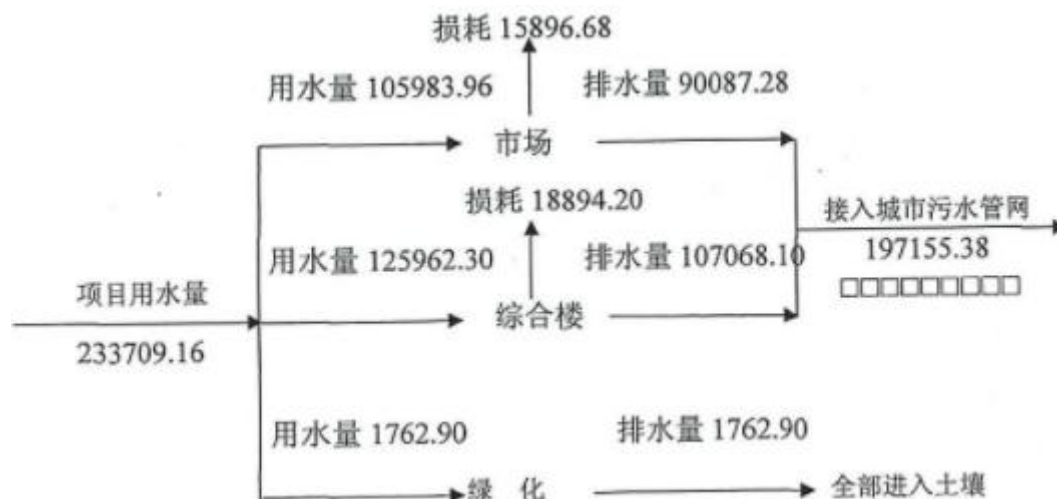 损耗 15896.68
用水量 105983.96
排水量 90087.28
市场
损耗 18894.20
接入城市污水管网
用水量 125962.30
排水量 107068.10
197155.38
项目用水量
□□□□□□□□□
综合楼
233709.16
用水量 1762.90
排水量 1762.90
绿 化
全部进入土壤